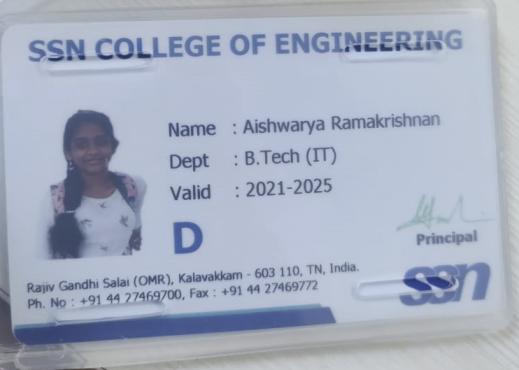 SSN COLLEGE OF ENGINEERING
Name : Aishwarya Ramakrishnan
Dept : B.Tech (IT)
Valid : 2021-2025
D
Principal
Rajiv Gandhi Salai (OMR), Kalavakkam - 603 110, TN, India.
Ph. No : +91 44 27469700, Fax : +91 44 27469772
ssn